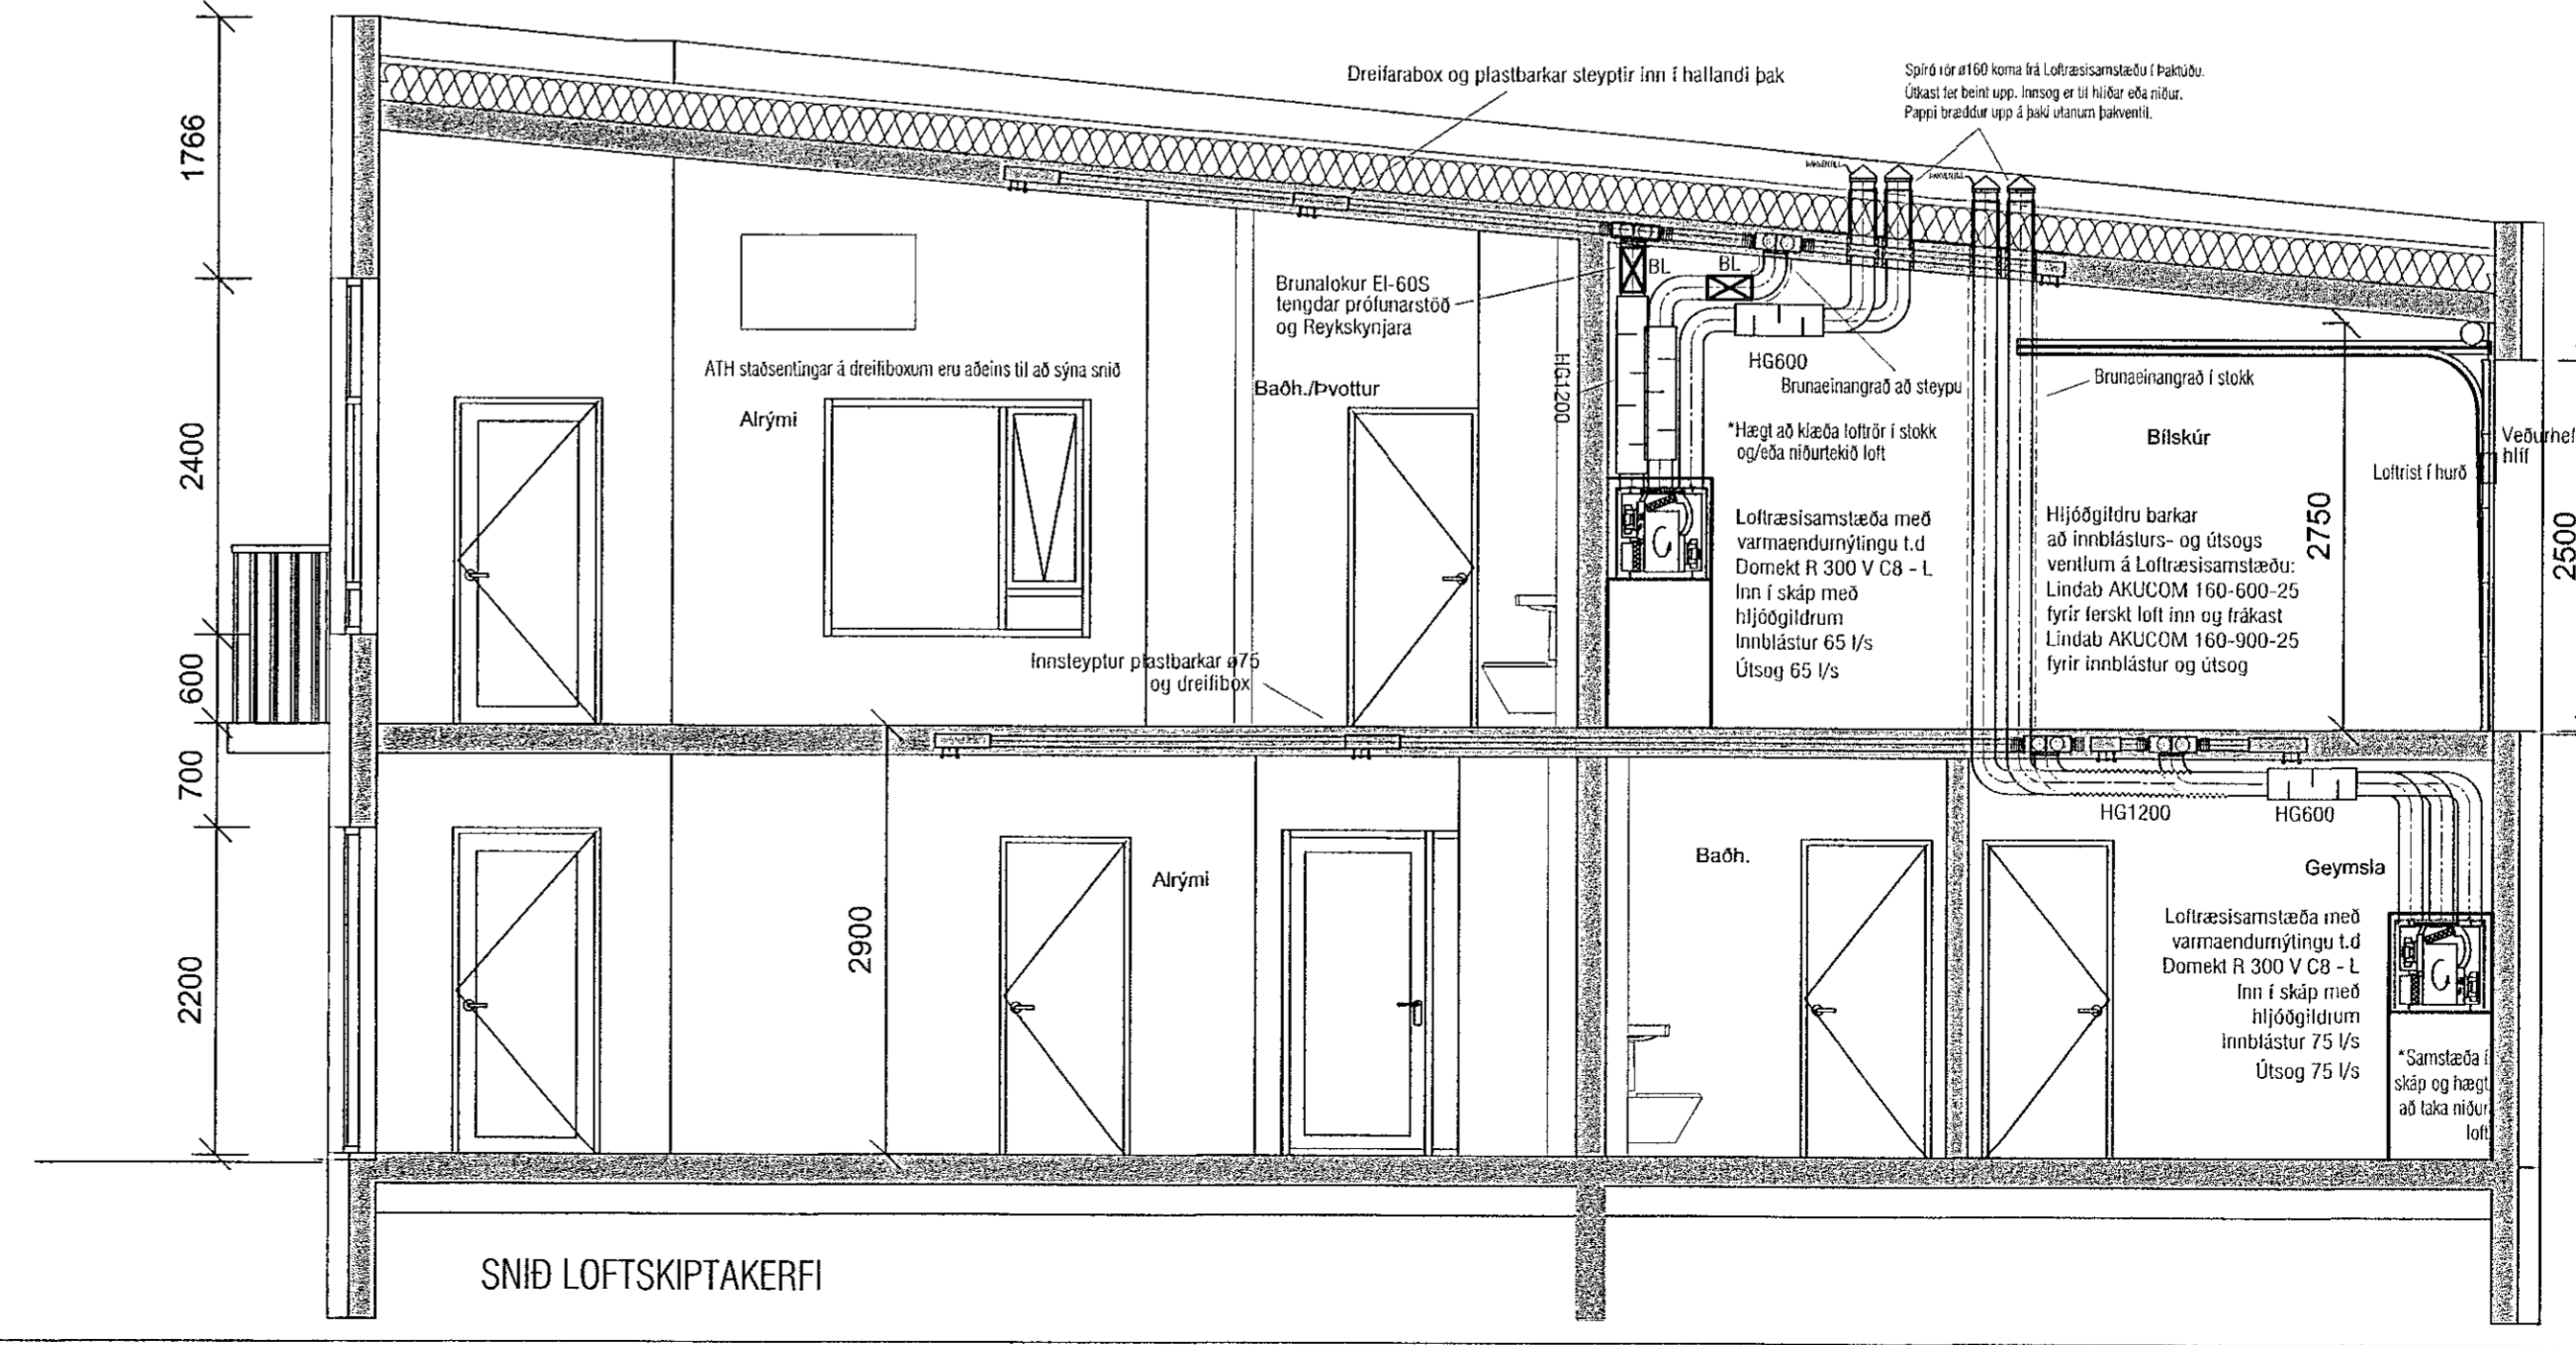 Dreifarabox og plastbarkar steyptir inn í hallandi þak
Spíró rör ø160 koma frá Loftræsisamstæðu í Þaktúðu.
Útkast fer beint upp. Innsog er til hliðar eða niður.
Pappi bræddur upp á þaki utanum þakventil.
1766
2400
600
700
2200
BL
BL
Brunalokur EI-60S
tengdar prófunarstöð
og Reykskynjara
HG1200
HG600
Brunaeinangrað að steypu
Brunaeinangrað í stokk
ATH staðsentingar á dreifiboxum eru aðeins til að sýna snið
Alrými
Baðh./Þvottur
*Hægt að klæða loftrör í stokk
og/eða niðurtekið loft
Bílskúr
Veðurhef
hlíf
Loftrist í hurð
2750
2500
Loftræsisamstæða með
varmaendurnýtingu t.d
Domekt R 300 V C8 - L
Inn í skáp með
hljóðgildrum
Innblástur 65 l/s
Útsog 65 l/s
Hljóðgildru barkar
að innblásturs- og útsogs
ventlum á Loftræsisamstæðu:
Lindab AKUCOM 160-600-25
fyrir ferskt loft inn og frákast
Lindab AKUCOM 160-900-25
fyrir innblástur og útsog
Innsteyptur plastbarkar ø75
og dreifibox
HG1200
HG600
2900
Alrými
Baðh.
Geymsla
Loftræsisamstæða með
varmaendurnýtingu t.d
Domekt R 300 V C8 - L
Inn í skáp með
hljóðgildrum
Innblástur 75 l/s
Útsog 75 l/s
*Samstæða í
skáp og hægt
að taka niður
loft
SNIÐ LOFTSKIPTAKERFI